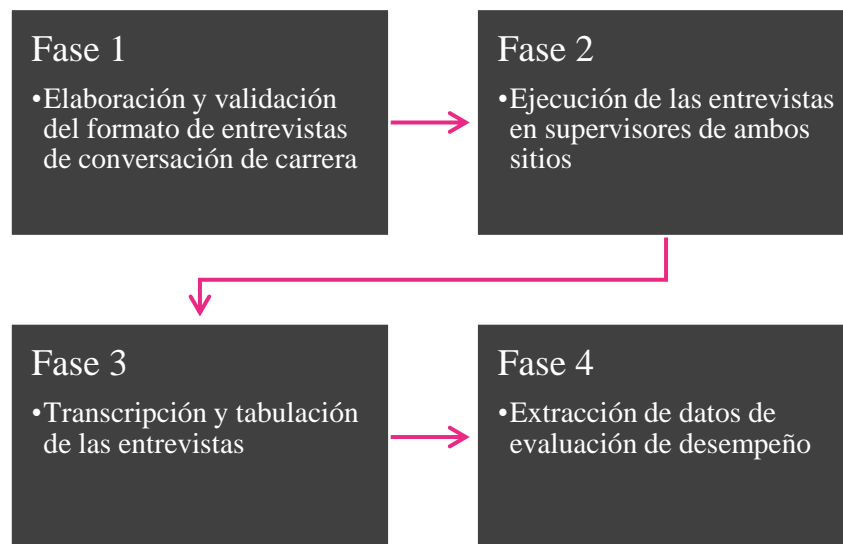 Fase 1
•Elaboración y validación
del formato de entrevistas
de conversación de carrera
Fase 2
•Ejecución de las entrevistas
en supervisores de ambos
sitios
Fase 3
•Transcripción y tabulación
de las entrevistas
Fase 4
•Extracción de datos de
evaluación de desempeño